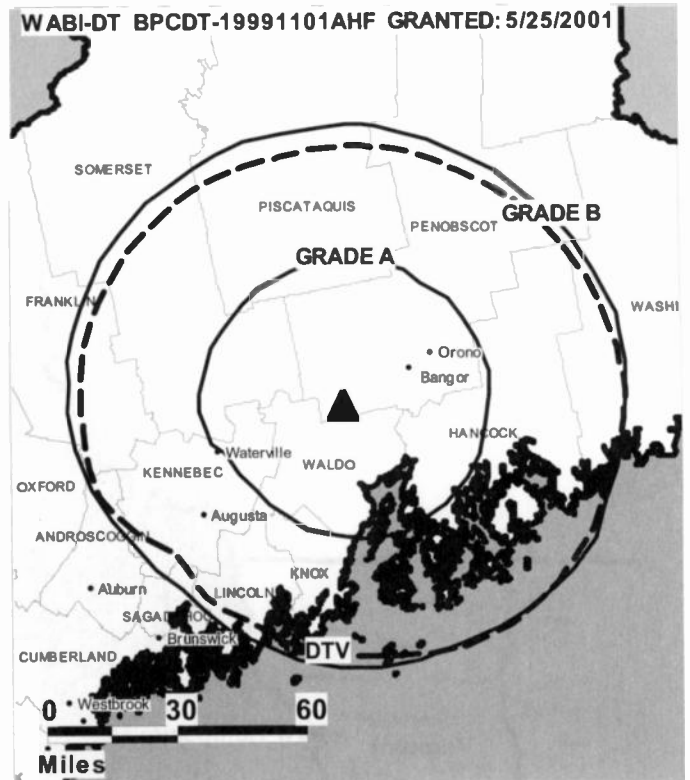 WABI-DT BPCDT-19991101AHF GRANTED: 5/25/2001
SOMERSET
PISCATAQUIS
GRADE B
PENOBSCOT
GRADE A
FRANKLIN
WASHI
Orono
Bangor
HANCOCK
Waterville
WALDO
KENNEBEC
OXFORD
Augusta
ANDROSCOGGIN
KNOX
Auburn
LINCOLN
SAGADAHOC
Brunswick
DTV
CUMBERLAND
Westbrook
0 30 60
Miles